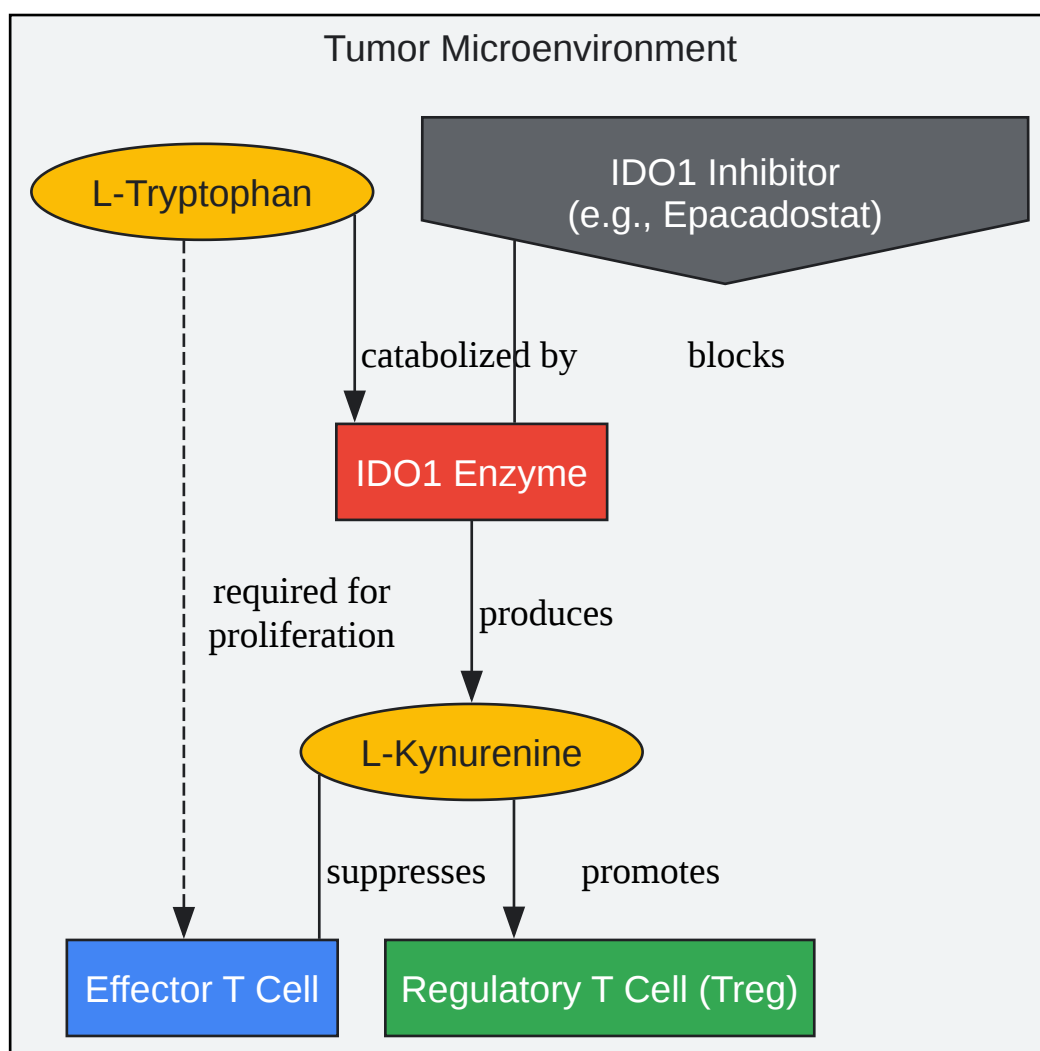 Tumor Microenvironment
L-Tryptophan
IDO1 Inhibitor
(e.g., Epacadostat)
catabolized by
blocks
IDO1 Enzyme
required for
proliferation
produces
L-Kynurenine
suppresses
promotes
Effector T Cell
Regulatory T Cell (Treg)